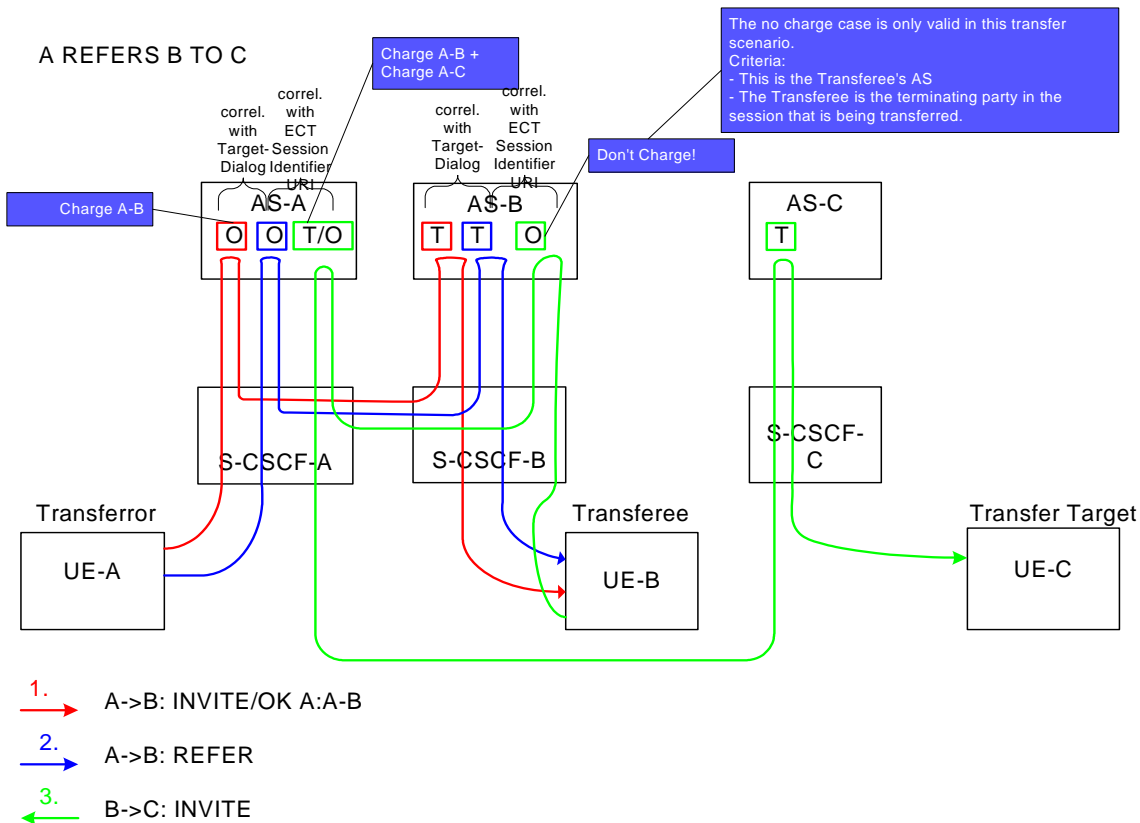 A REFERS B TO C
Charge A-B +
Charge A-C
The no charge case is only valid in this transfer
scenario.
Criteria:
- This is the Transferee's AS
- The Transferee is the terminating party in the
session that is being transferred.
correl.
with
Target-
Dialog
correl.
with
ECT
Session
Identifier
URI
correl.
with
Target-
Dialog
correl.
with
ECT
Session
Identifier
URI
Don't Charge!
Charge A-B
AS-A
O
O
T/O
AS-B
T
T
O
AS-C
T
S-CSCF-A
S-CSCF-B
S-CSCF-
C
Transferror
UE-A
Transferee
UE-B
Transfer Target
UE-C
1.
A->B: INVITE/OK A:A-B
2.
A->B: REFER
3.
B->C: INVITE